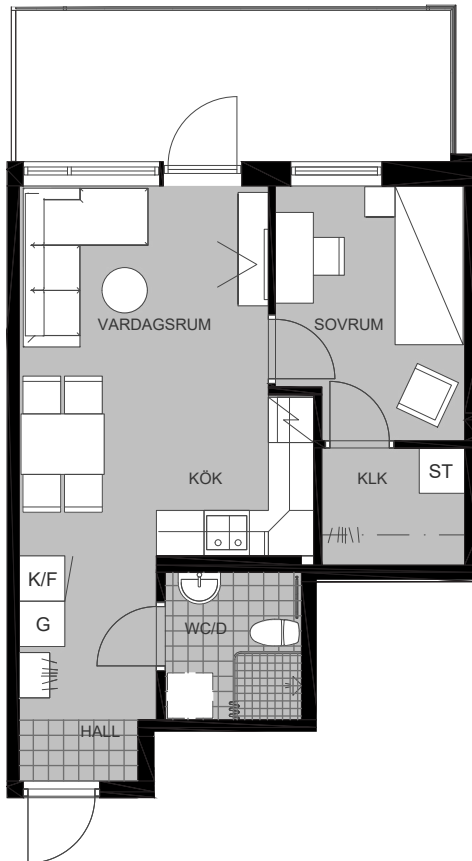 VARDAGSRUM
SOVRUM
KÖK
KLK
ST
K/F
G
WC/D
HALL